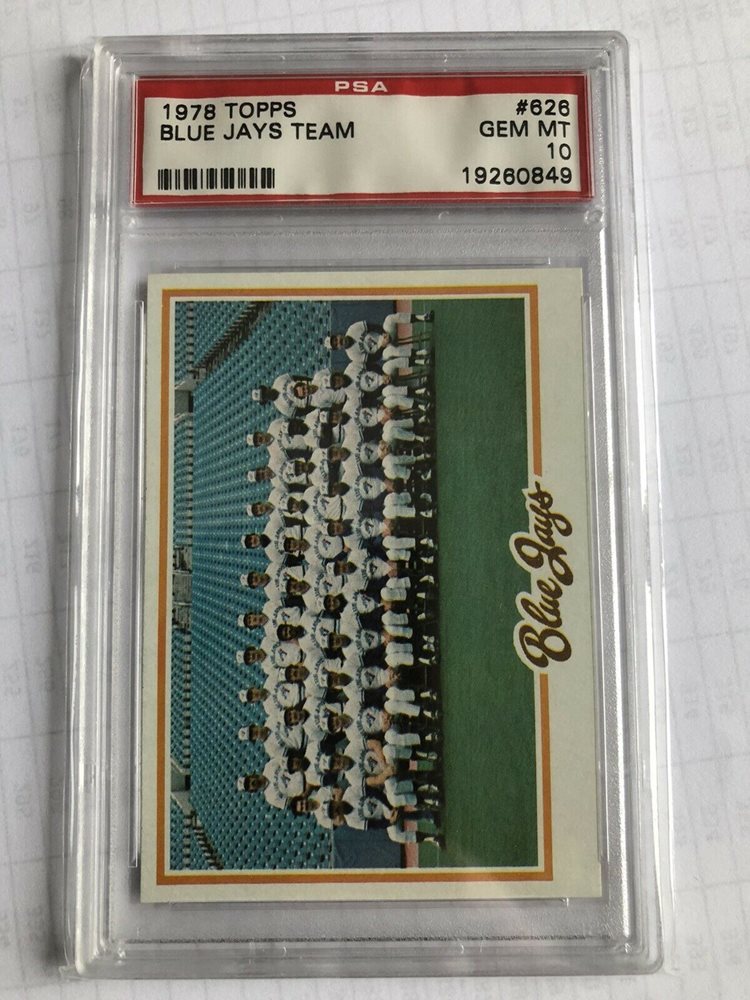 PSA
1978 TOPPS #626
BLUE JAYS TEAM GEM MT
10
19260849
Blue Jays